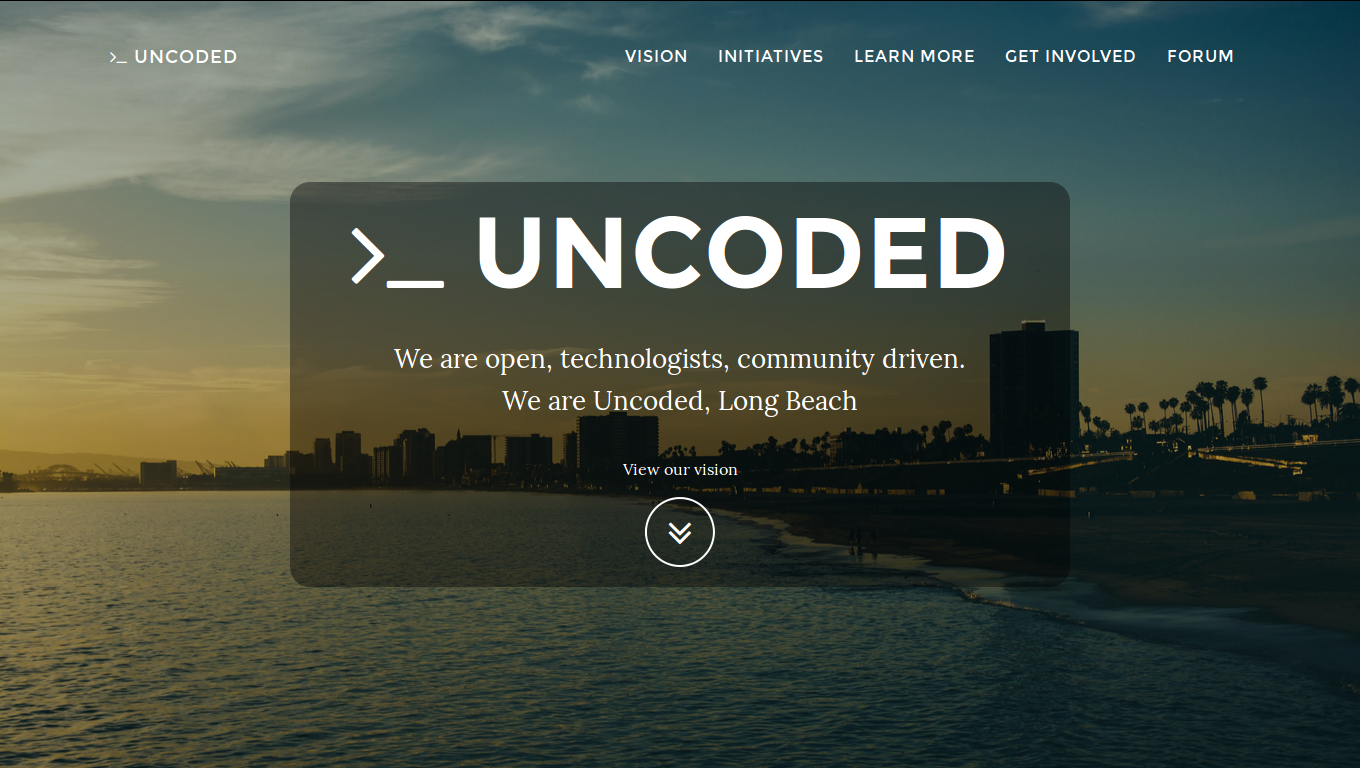 >_ UNCODED
VISION INITIATIVES LEARN MORE GET INVOLVED FORUM
>_ UNCODED
We are open, technologists, community driven.
We are Uncoded, Long Beach
View our vision